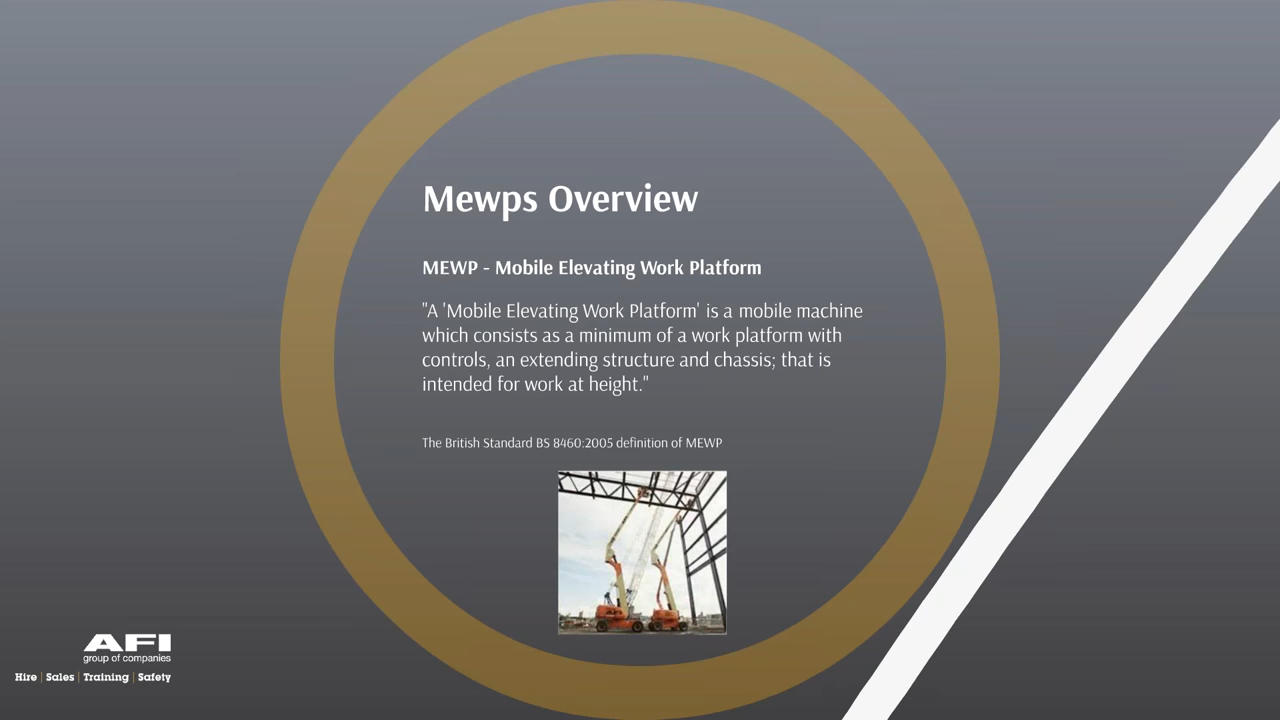 Mewps Overview
MEWP - Mobile Elevating Work Platform
"A 'Mobile Elevating Work Platform' is a mobile machine
which consists as a minimum of a work platform with
controls, an extending structure and chassis; that is
intended for work at height."
The British Standard BS 8460:2005 definition of MEWP
AFI
group of companies
Hire | Sales | Training | Safety